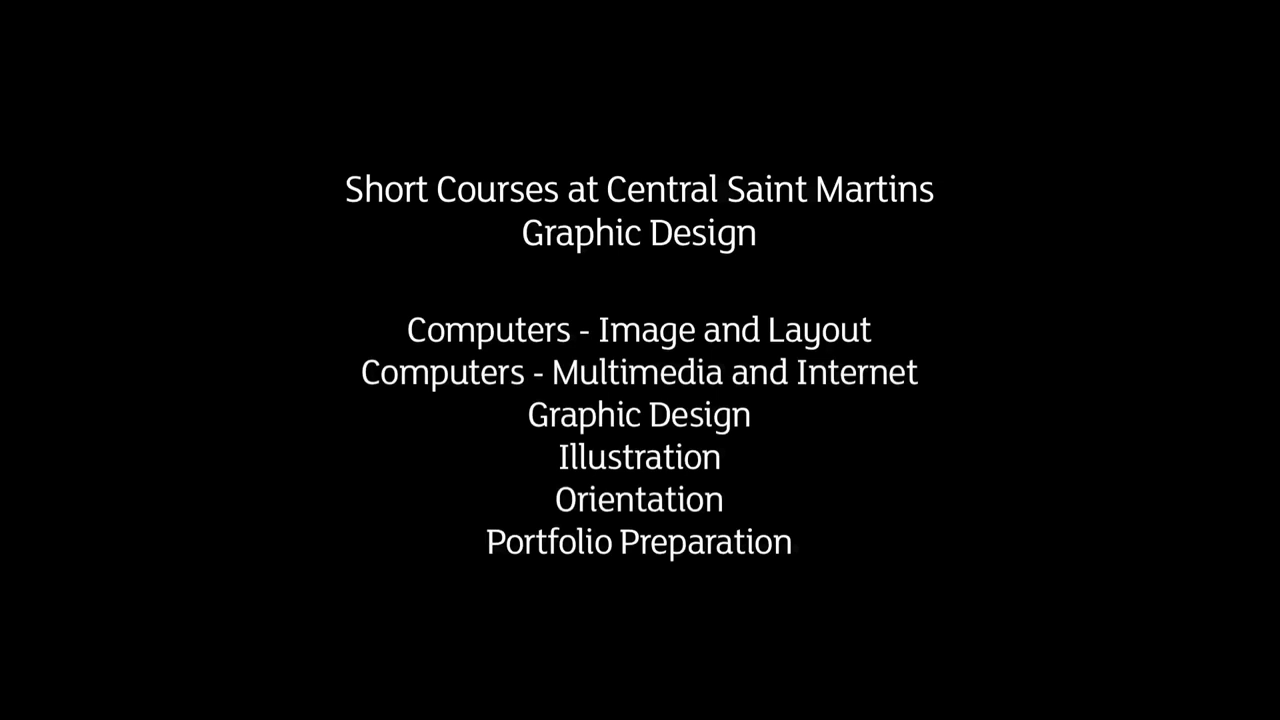 Short Courses at Central Saint Martins
Graphic Design
Computers - Image and Layout
Computers - Multimedia and Internet
Graphic Design
Illustration
Orientation
Portfolio Preparation